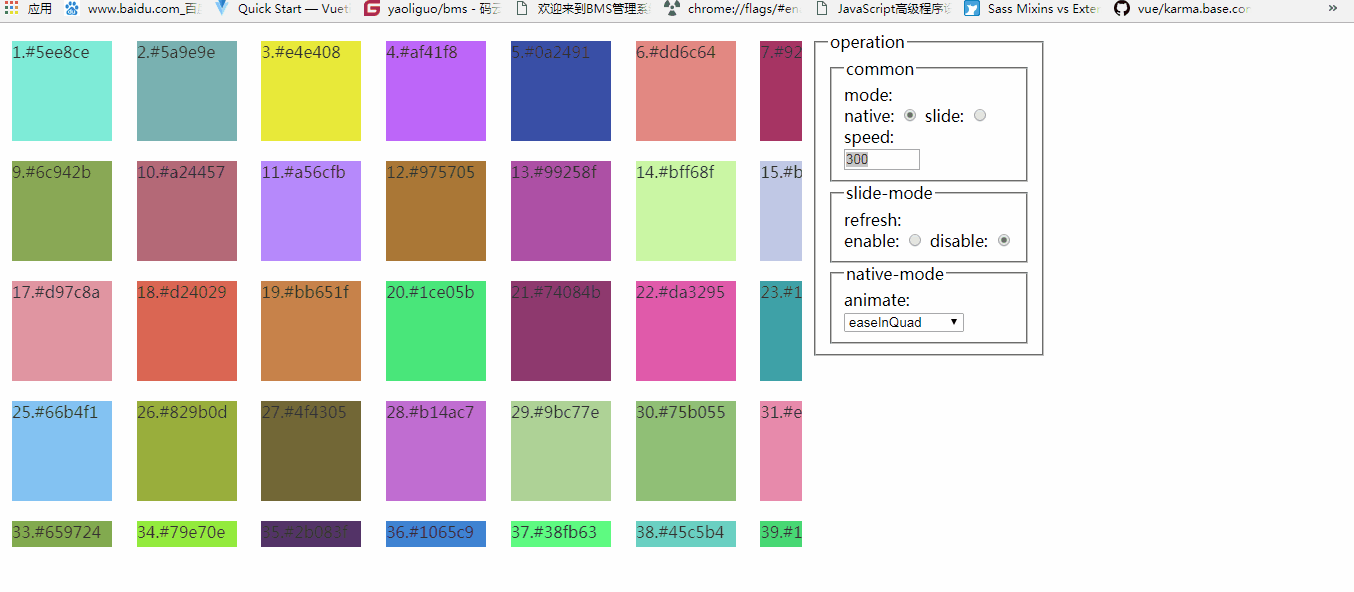 应用 www.baidu.com_百 Quick Start — Vuet yaoliguo/bms - 码云 欢迎来到BMS管理系 chrome://flags/#en JavaScript高级程序设 Sass Mixins vs Exter vue/karma.base.cor »
1.#5ee8ce 2.#5a9e9e 3.#e4e408 4.#af41f8 5.#0a2491 6.#dd6c64 7.#92
9.#6c942b 10.#a24457 11.#a56cfb 12.#975705 13.#99258f 14.#bff68f 15.#b
17.#d97c8a 18.#d24029 19.#bb651f 20.#1ce05b 21.#74084b 22.#da3295 23.#1
25.#66b4f1 26.#829b0d 27.#4f4305 28.#b14ac7 29.#9bc77e 30.#75b055 31.#e
33.#659724 34.#79e70e 36.#1065c9 37.#38fb63 38.#45c5b4 39.#1
operation
common
mode:
native: slide:
speed:
300
slide-mode
refresh:
enable: disable:
native-mode
animate:
easeInQuad